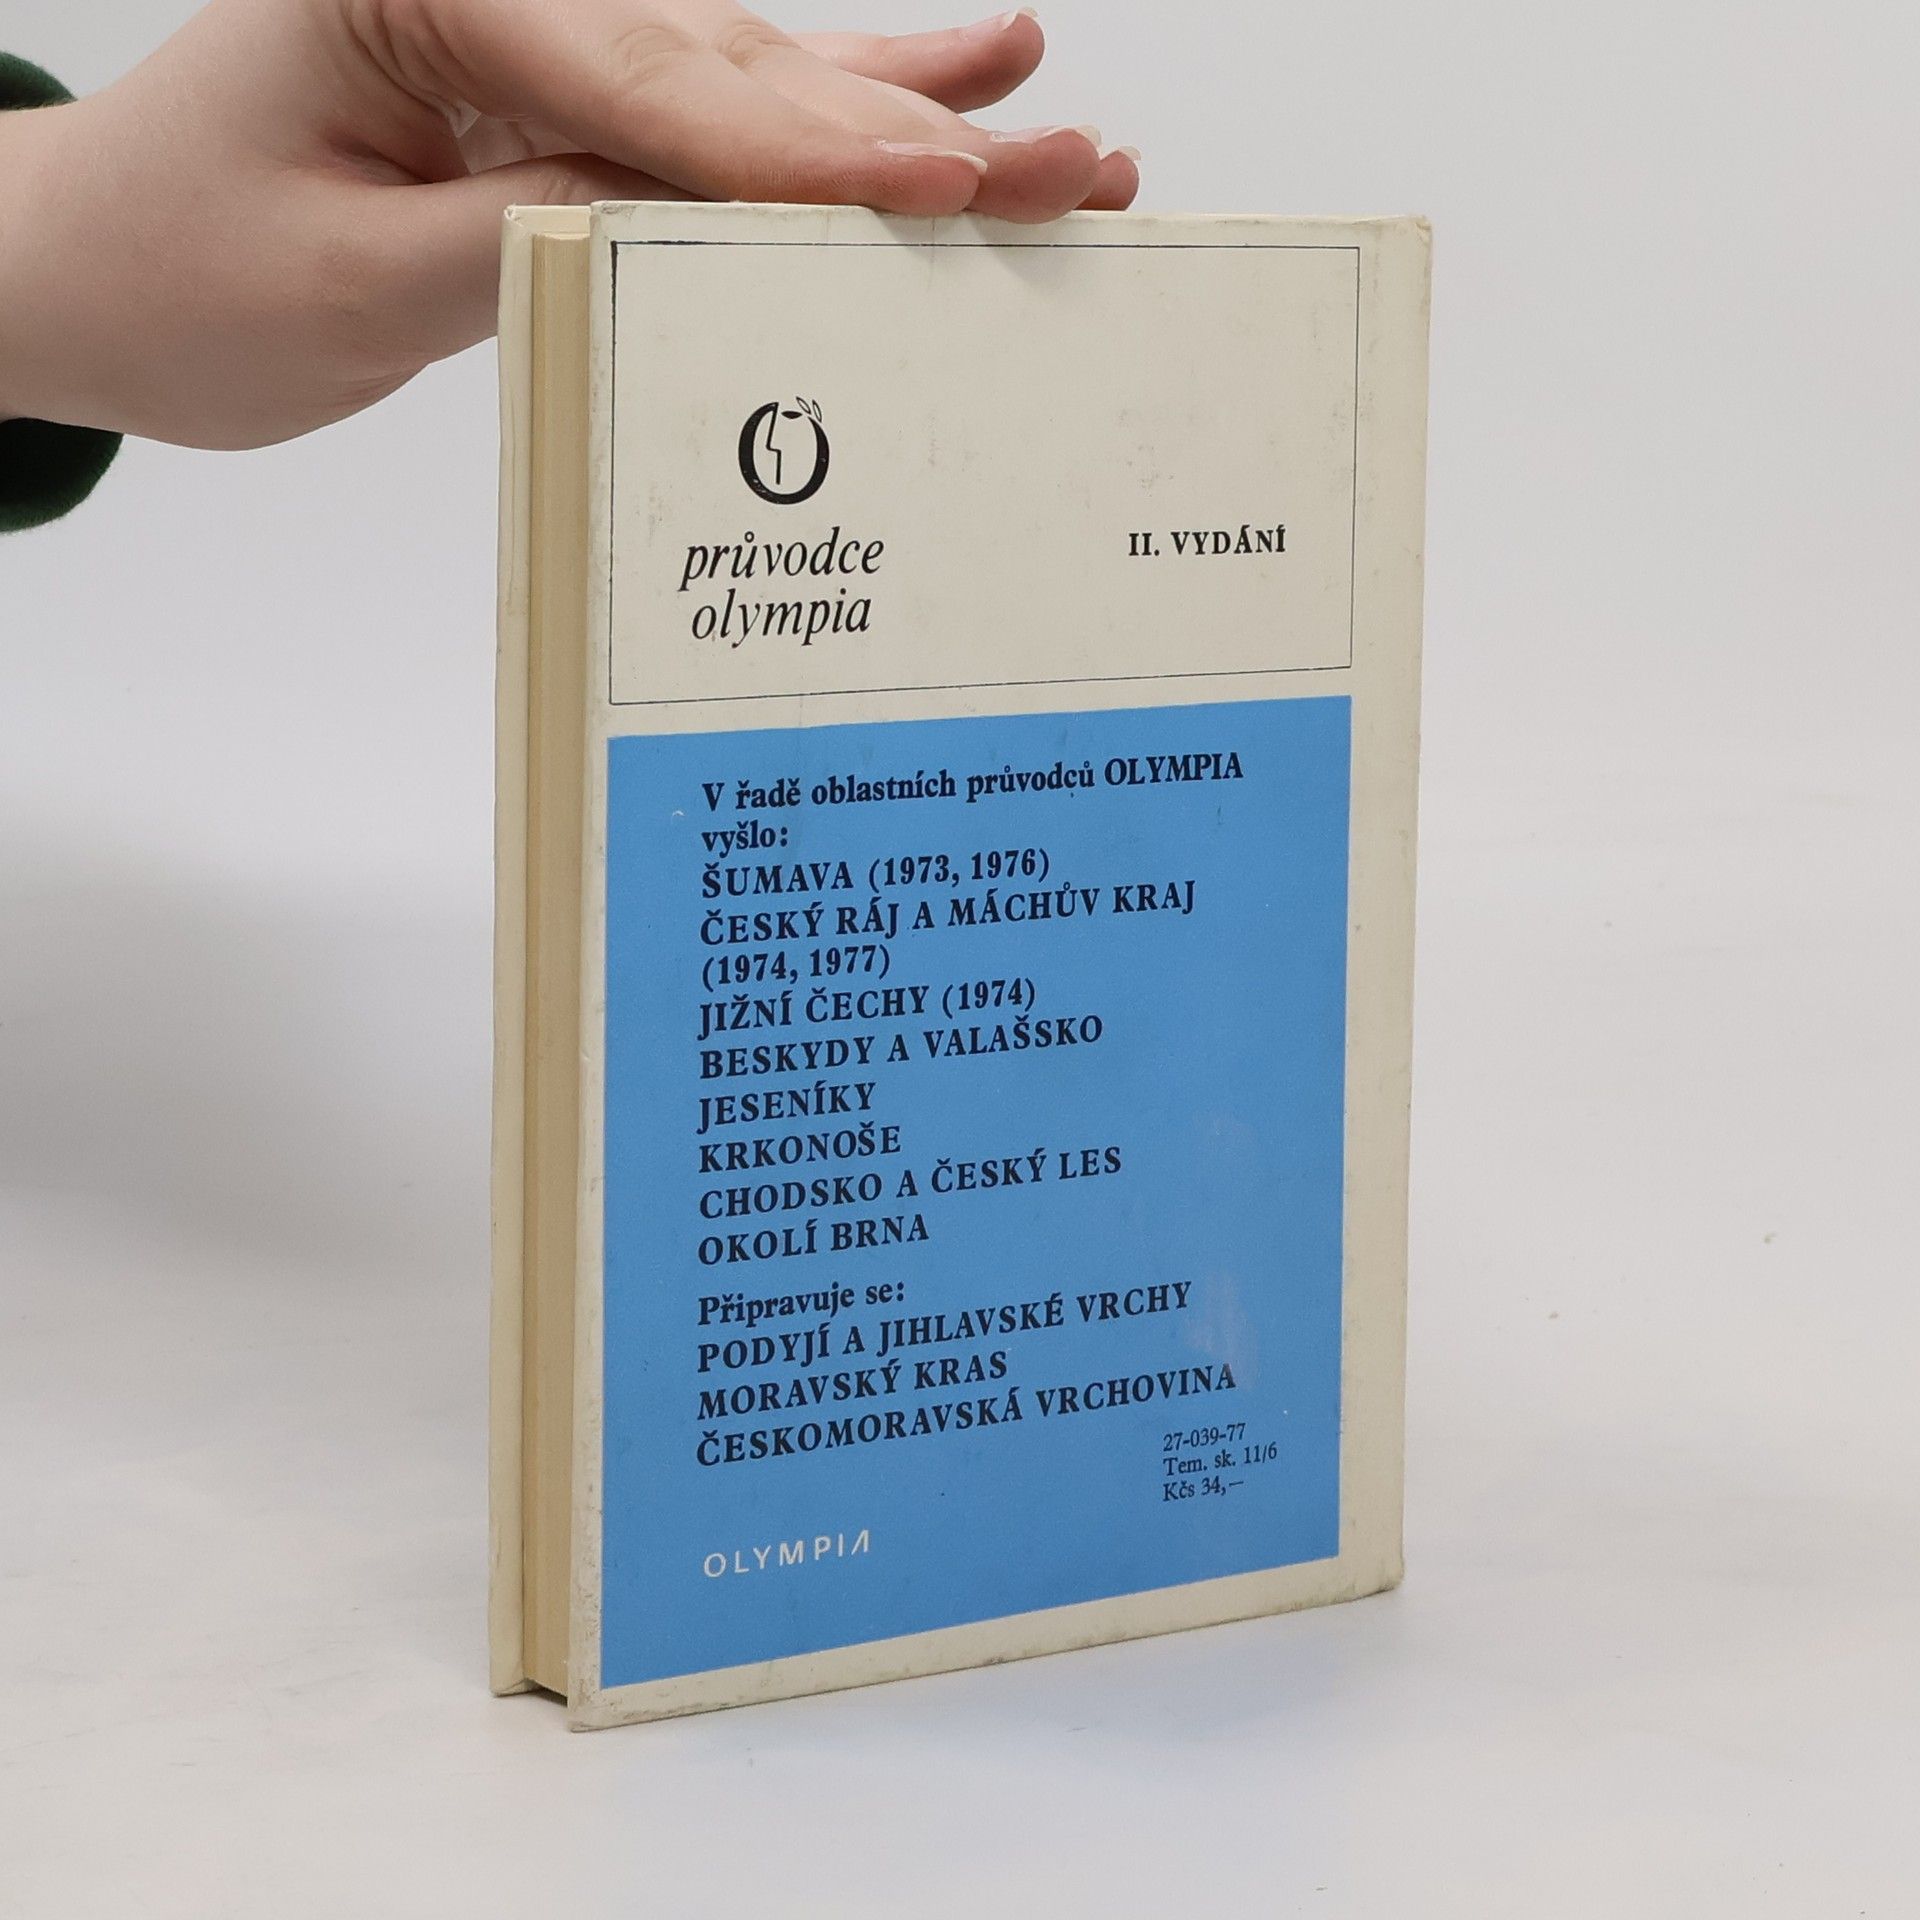 průvodce
olympia
II. VYDÁNÍ
V řadě oblastních průvodců OLYMPIA
vyšlo:
ŠUMAVA (1973, 1976)
ČESKÝ RÁJ A MÁCHŮV KRAJ
(1974, 1977)
JIŽNÍ ČECHY (1974)
BESKYDY A VALAŠSKO
JESENÍKY
KRKONOŠE
CHODSKO A ČESKÝ LES
OKOLÍ BRNA
Připravuje se:
PODYJÍ A JIHLAVSKÉ VRCHY
MORAVSKÝ KRAS
ČESKOMORAVSKÁ VRCHOVINA
27-039-77
Tem. sk. 11/6
Kčs 34,—
OLYMPIA